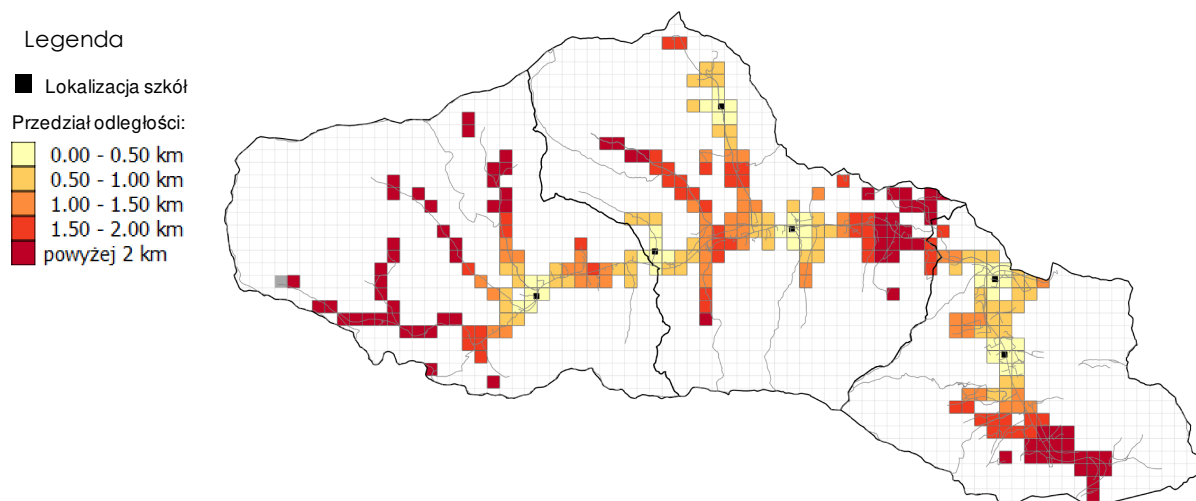 Legenda
Lokalizacja szkół
Przedział odległości:
0.00 - 0.50 km
0.50 - 1.00 km
1.00 - 1.50 km
1.50 - 2.00 km
powyżej 2 km